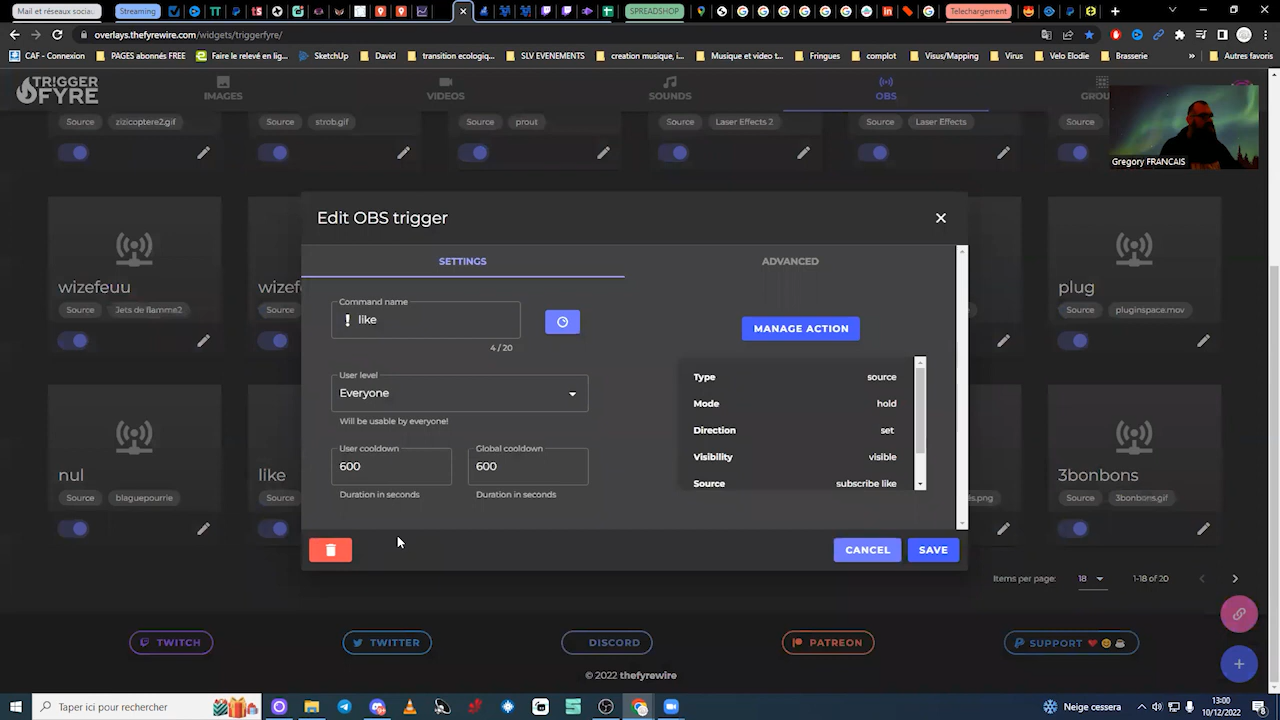 Mail et réseaux sociau
Streaming
SPREADSHOP
Telechargement
overlays.thefyrewire.com/widgets/triggerfyre/
CAF - Connexion
PAGES abonnés FREE
Faire le relevé en lig...
SketchUp
David
transition ecologiq...
SLV EVENEMENTS
creation musique, i...
Musique et video t...
Fringues
complot
Visus/Mapping
Virus
VW
Elodie
Brasserie
»
Autres favoris
TRIGGER FYRE
IMAGES
VIDEOS
SOUNDS
OBS
GROU
Source zizicoptere2.gif
Source strob.gif
Source prout
Source Laser Effects 2
Source Laser Effects
Source
Gregory FRANCAIS
Edit OBS trigger
SETTINGS
ADVANCED
Command name
! like
4 / 20
MANAGE ACTION
User level
Everyone
Will be usable by everyone!
User cooldown
600
Duration in seconds
Global cooldown
600
Duration in seconds
Type source
Mode hold
Direction set
Visibility visible
Source subscribe like
CANCEL
SAVE
wizefeuu
Source Jets de flamme2
wizef
plug
Source pluginspace.mov
nul
Source blaguepourrie
like
Source
és.png
3bonbons
Source 3bonbons.gif
Items per page: 18 1-18 of 20
TWITCH
TWITTER
DISCORD
PATREON
SUPPORT
© 2022 thefyrewire
Taper ici pour rechercher
Neige cessera
13:00
10/12/2022